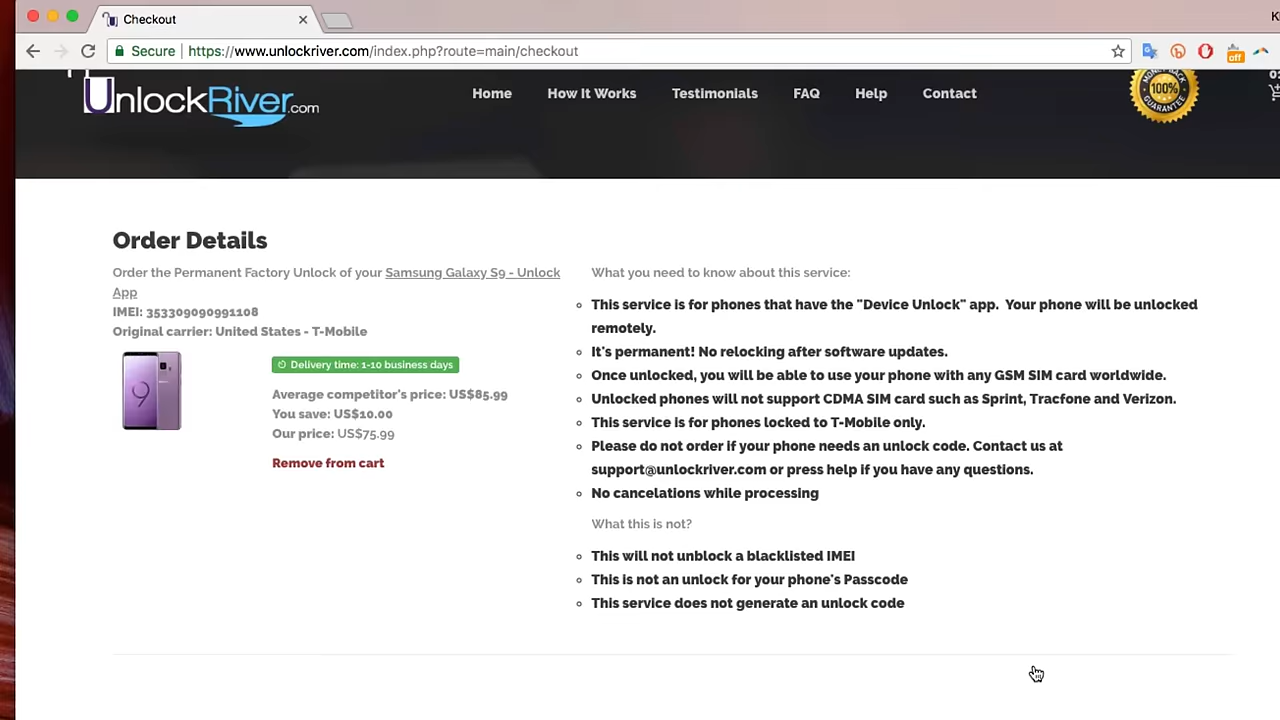 Checkout
Secure https://www.unlockriver.com/index.php?route=main/checkout
off
UnlockRiver.com
Home How It Works Testimonials FAQ Help Contact
100%
GUARANTEE
Order Details
Order the Permanent Factory Unlock of your Samsung Galaxy S9 - Unlock
App
IMEI: 353309090991108
Original carrier: United States - T-Mobile
9
Delivery time: 1-10 business days
Average competitor's price: US$85.99
You save: US$10.00
Our price: US$75.99
Remove from cart
What you need to know about this service:
This service is for phones that have the "Device Unlock" app. Your phone will be unlocked
remotely.
It's permanent! No relocking after software updates.
Once unlocked, you will be able to use your phone with any GSM SIM card worldwide.
Unlocked phones will not support CDMA SIM card such as Sprint, Tracfone and Verizon.
This service is for phones locked to T-Mobile only.
Please do not order if your phone needs an unlock code. Contact us at
support@unlockriver.com or press help if you have any questions.
No cancelations while processing
What this is not?
This will not unblock a blacklisted IMEI
This is not an unlock for your phone's Passcode
This service does not generate an unlock code